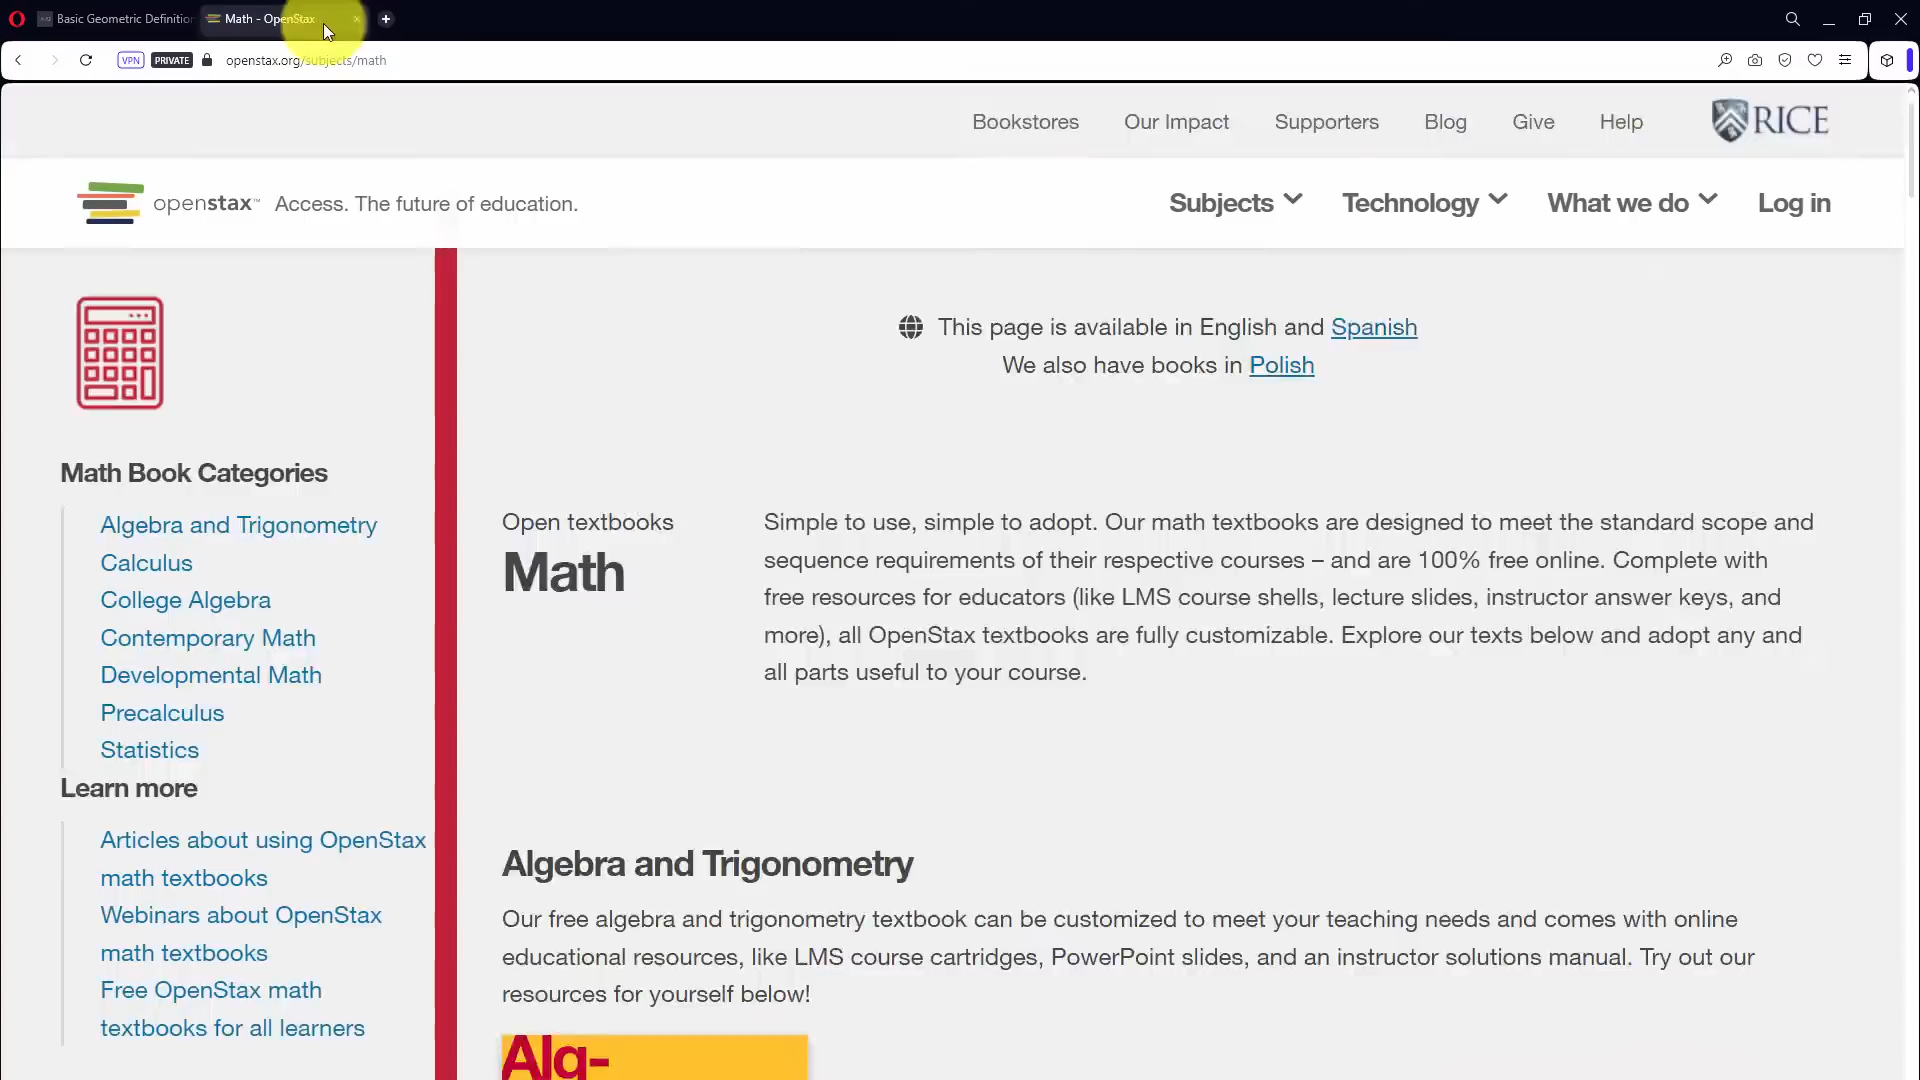 Basic Geometric Definition
Math - OpenStax
VPN
PRIVATE
openstax.org/subjects/math
Bookstores
Our Impact
Supporters
Blog
Give
Help
RICE
openstax™
Access. The future of education.
Subjects
Technology
What we do
Log in
This page is available in English and Spanish
We also have books in Polish
Math Book Categories
Algebra and Trigonometry
Calculus
College Algebra
Contemporary Math
Developmental Math
Precalculus
Statistics
Learn more
Articles about using OpenStax
math textbooks
Webinars about OpenStax
math textbooks
Free OpenStax math
textbooks for all learners
Open textbooks
Math
Simple to use, simple to adopt. Our math textbooks are designed to meet the standard scope and
sequence requirements of their respective courses – and are 100% free online. Complete with
free resources for educators (like LMS course shells, lecture slides, instructor answer keys, and
more), all OpenStax textbooks are fully customizable. Explore our texts below and adopt any and
all parts useful to your course.
Algebra and Trigonometry
Our free algebra and trigonometry textbook can be customized to meet your teaching needs and comes with online
educational resources, like LMS course cartridges, PowerPoint slides, and an instructor solutions manual. Try out our
resources for yourself below!
Alg-